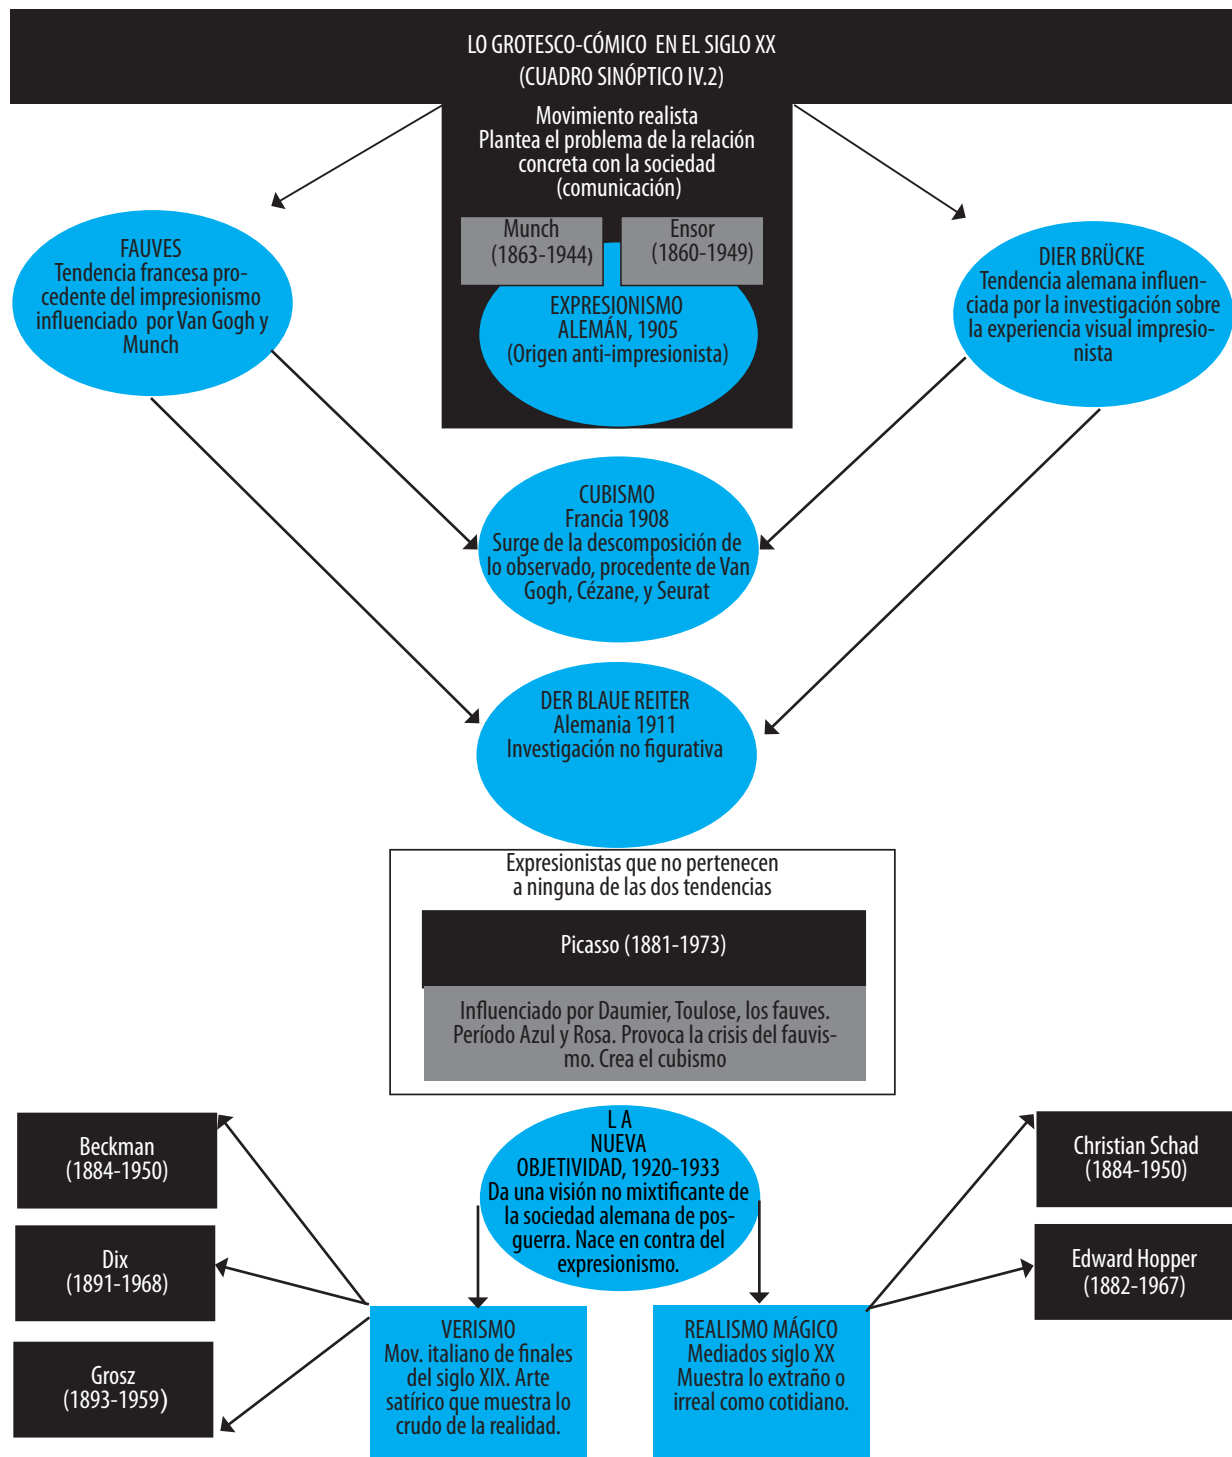 LO GROTESCO-CÓMICO EN EL SIGLO XX
(CUADRO SINÓPTICO IV.2)
Movimiento realista
Plantea el problema de la relación
concreta con la sociedad
(comunicación)
Munch
(1863-1944)
Ensor
(1860-1949)
EXPRESIONISMO
ALEMÁN, 1905
(Origen anti-impresionista)
FAUVES
Tendencia francesa pro-
cedente del impresionismo
influenciado por Van Gogh y
Munch
DIER BRÜCKE
Tendencia alemana influen-
ciada por la investigación sobre
la experiencia visual impresio-
nista
CUBISMO
Francia 1908
Surge de la descomposición de
lo observado, procedente de Van
Gogh, Cézane, y Seurat
DER BLAUE REITER
Alemania 1911
Investigación no figurativa
Expresionistas que no pertenecen
a ninguna de las dos tendencias
Picasso (1881-1973)
Influenciado por Daumier, Toulose, los fauves.
Período Azul y Rosa. Provoca la crisis del fauvis-
mo. Crea el cubismo
L A
NUEVA
OBJETIVIDAD, 1920-1933
Da una visión no mixtificante de
la sociedad alemana de pos-
guerra. Nace en contra del
expresionismo.
Beckman
(1884-1950)
Dix
(1891-1968)
Grosz
(1893-1959)
VERISMO
Mov. italiano de finales
del siglo XIX. Arte
satírico que muestra lo
crudo de la realidad.
REALISMO MÁGICO
Mediados siglo XX
Muestra lo extraño o
irreal como cotidiano.
Christian Schad
(1884-1950)
Edward Hopper
(1882-1967)